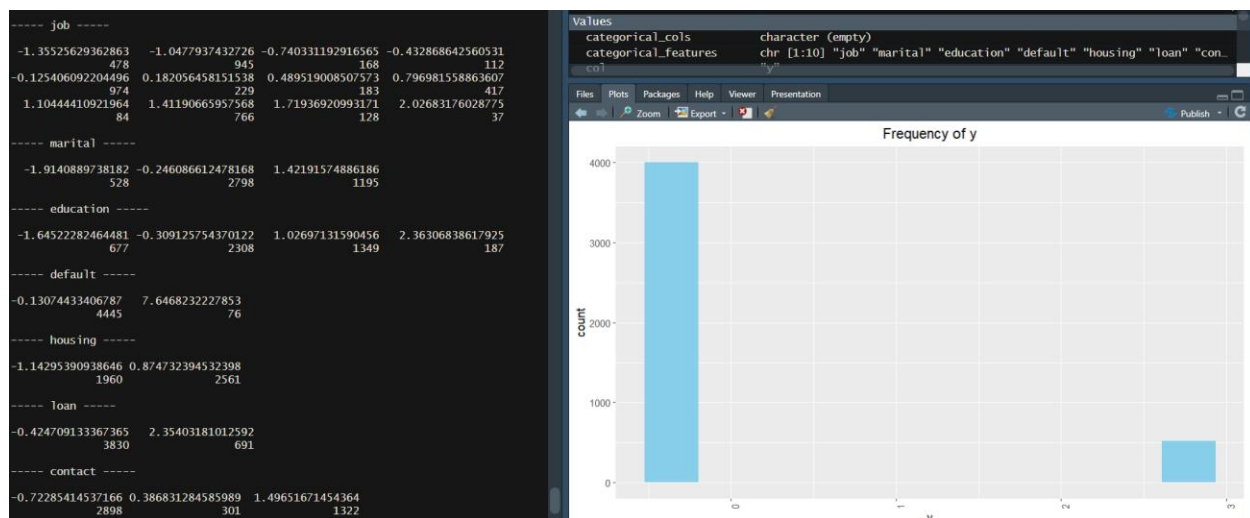 ----- job -----
-1.35525629362863 -1.0477937432726 -0.740331192916565 -0.432868642560531
478 945 168 112
-0.125406092204496 0.182056458151538 0.489519008507573 0.796981558863607
974 229 183 417
1.10444410921964 1.41190665957568 1.71936920993171 2.02683176028775
84 766 128 37
----- marital -----
-1.9140889738182 -0.246086612478168 1.42191574886186
528 2798 1195
----- education -----
-1.64522282464481 -0.309125754370122 1.02697131590456 2.36306838617925
677 2308 1349 187
----- default -----
-0.13074433406787 7.6468232227853
4445 76
----- housing -----
-1.14295390938646 0.874732394532398
1960 2561
----- loan -----
-0.424709133367365 2.35403181012592
3830 691
----- contact -----
-0.72285414537166 0.386831284585989 1.49651671454364
2898 301 1322
Values
categorical_cols character (empty)
categorical_features chr [1:10] "job" "marital" "education" "default" "housing" "loan" "con…
col "y"
Files Plots Packages Help Viewer Presentation
Zoom Export Publish
Frequency of y
4000
3000
2000
1000
0
count
0 1 2 3